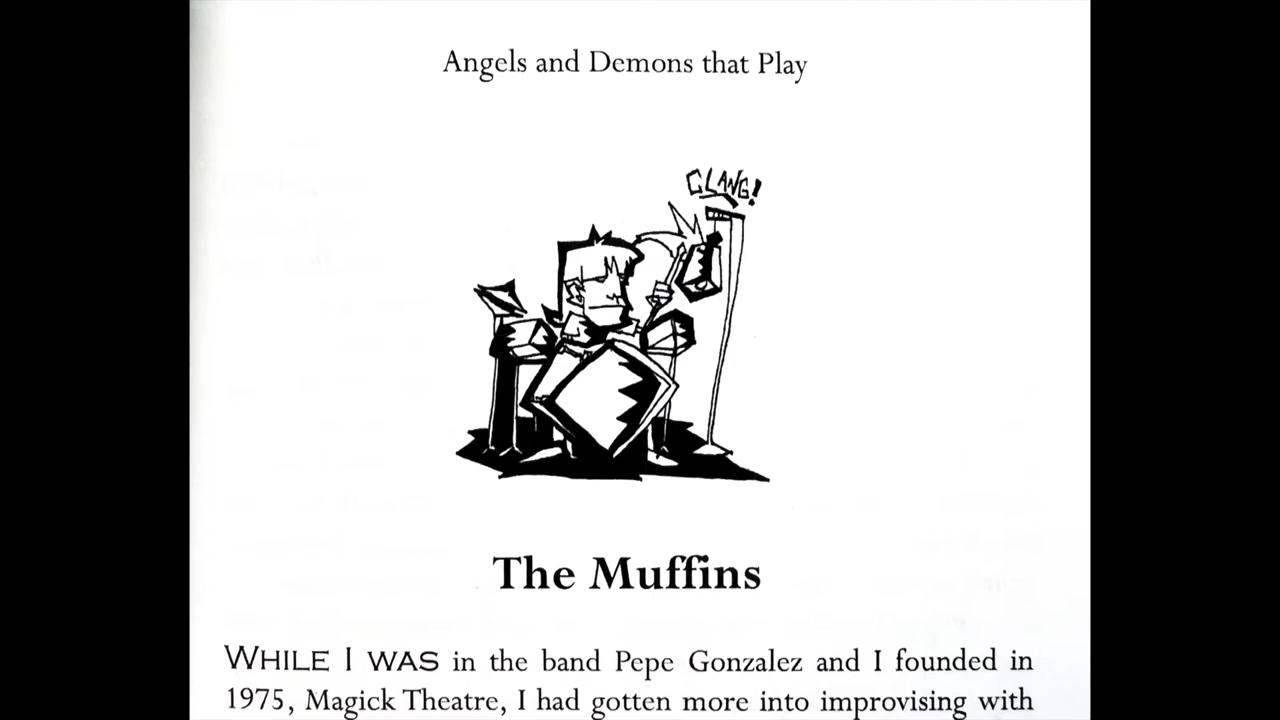 Angels and Demons that Play
CLANG!
The Muffins
WHILE I WAS in the band Pepe Gonzalez and I founded in
1975, Magick Theatre, I had gotten more into improvising with